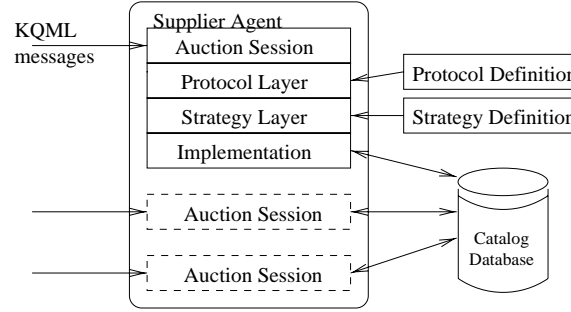 Supplier Agent
KQML
messages
Auction Session
Protocol Layer
Protocol Definition
Strategy Layer
Strategy Definition
Implementation
Auction Session
Catalog
Database
Auction Session